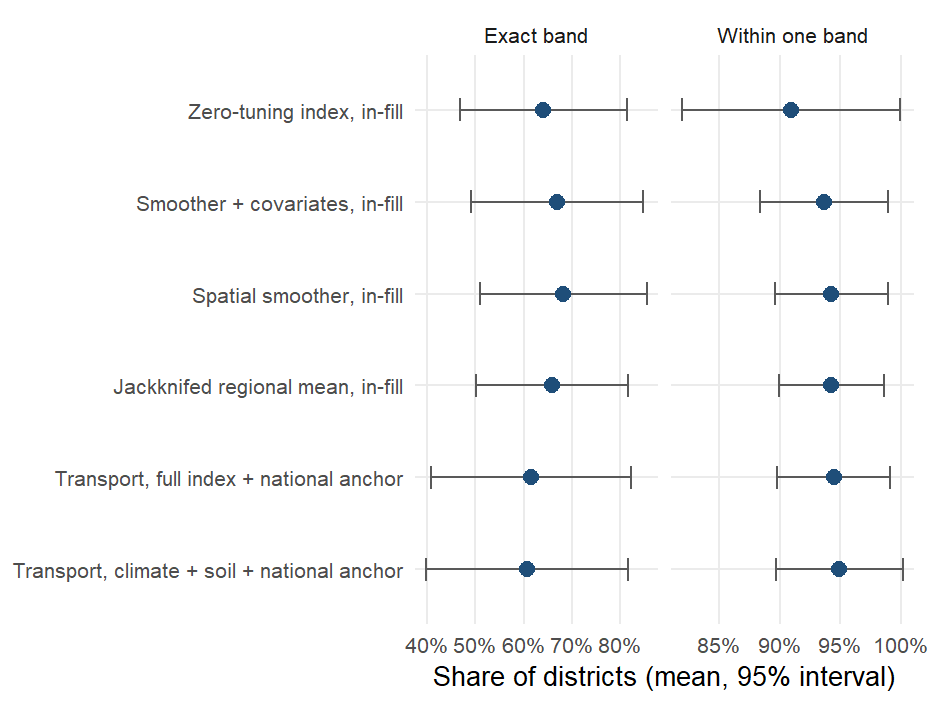 Exact band
Within one band
Zero-tuning index, in-fill
Smoother + covariates, in-fill
Spatial smoother, in-fill
Jackknifed regional mean, in-fill
Transport, full index + national anchor
Transport, climate + soil + national anchor
40% 50% 60% 70% 80%
85% 90% 95% 100%
Share of districts (mean, 95% interval)